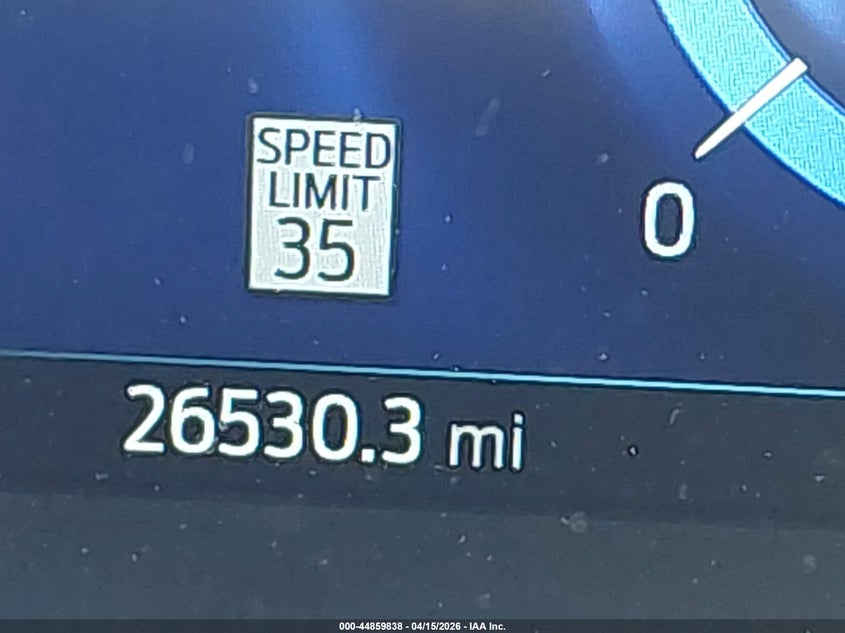 SPEED
LIMIT
35
0
26530.3 mi
000-44859838 - 04/15/2026 - IAA Inc.